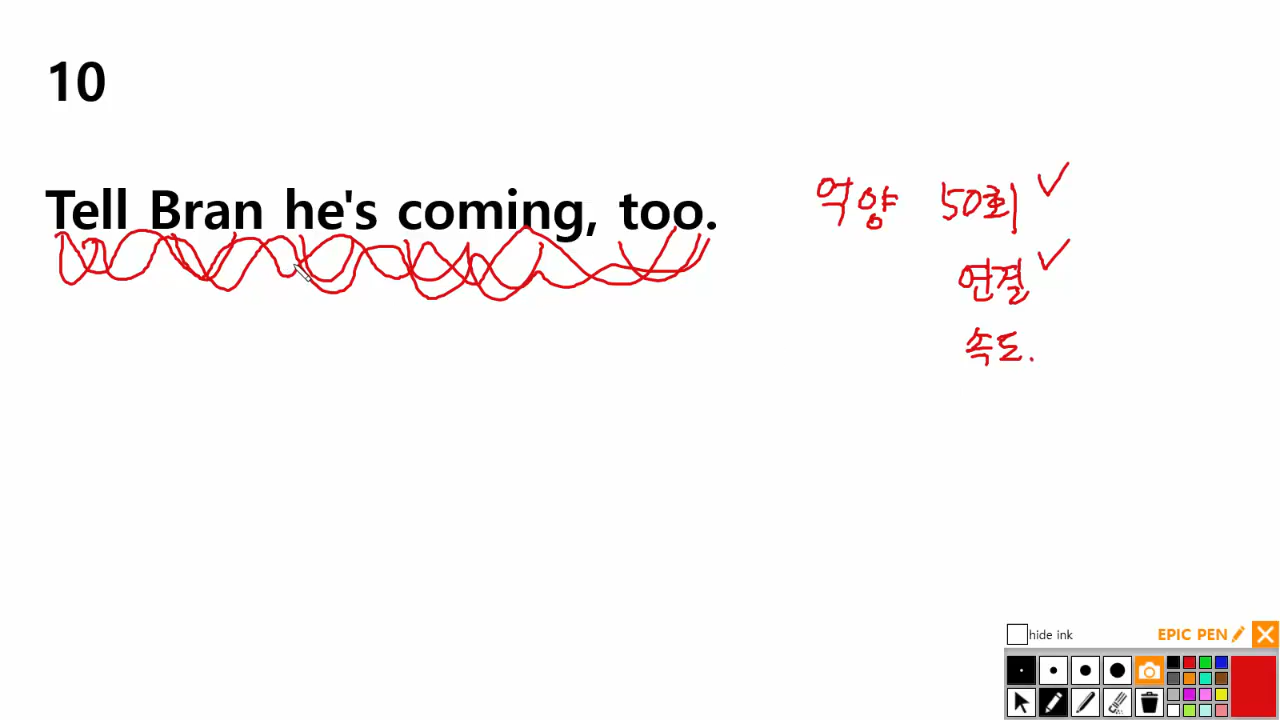 10
Tell Bran he's coming, too.
억양 50회 ✓
연결 ✓
속도.
hide ink
EPIC PEN